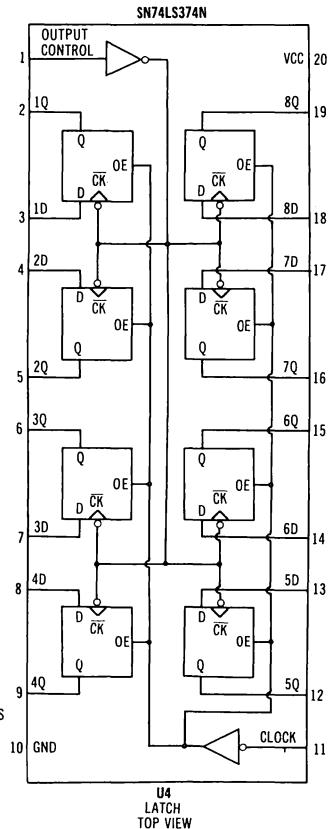 SN74LS374N
OUTPUT
CONTROL
1
VCC 20
2 1Q
8Q 19
Q
Q
OE
OE
CK
CK
D
D
3 1D
8D 18
4 2D
7D 17
D
D
CK
CK
OE
OE
Q
Q
5 2Q
7Q 16
6 3Q
6Q 15
Q
Q
OE
OE
CK
CK
D
D
7 3D
6D 14
8 4D
5D 13
D
D
CK
CK
OE
OE
Q
Q
9 4Q
5Q 12
S
10 GND
CLOCK 11
U4
LATCH
TOP VIEW